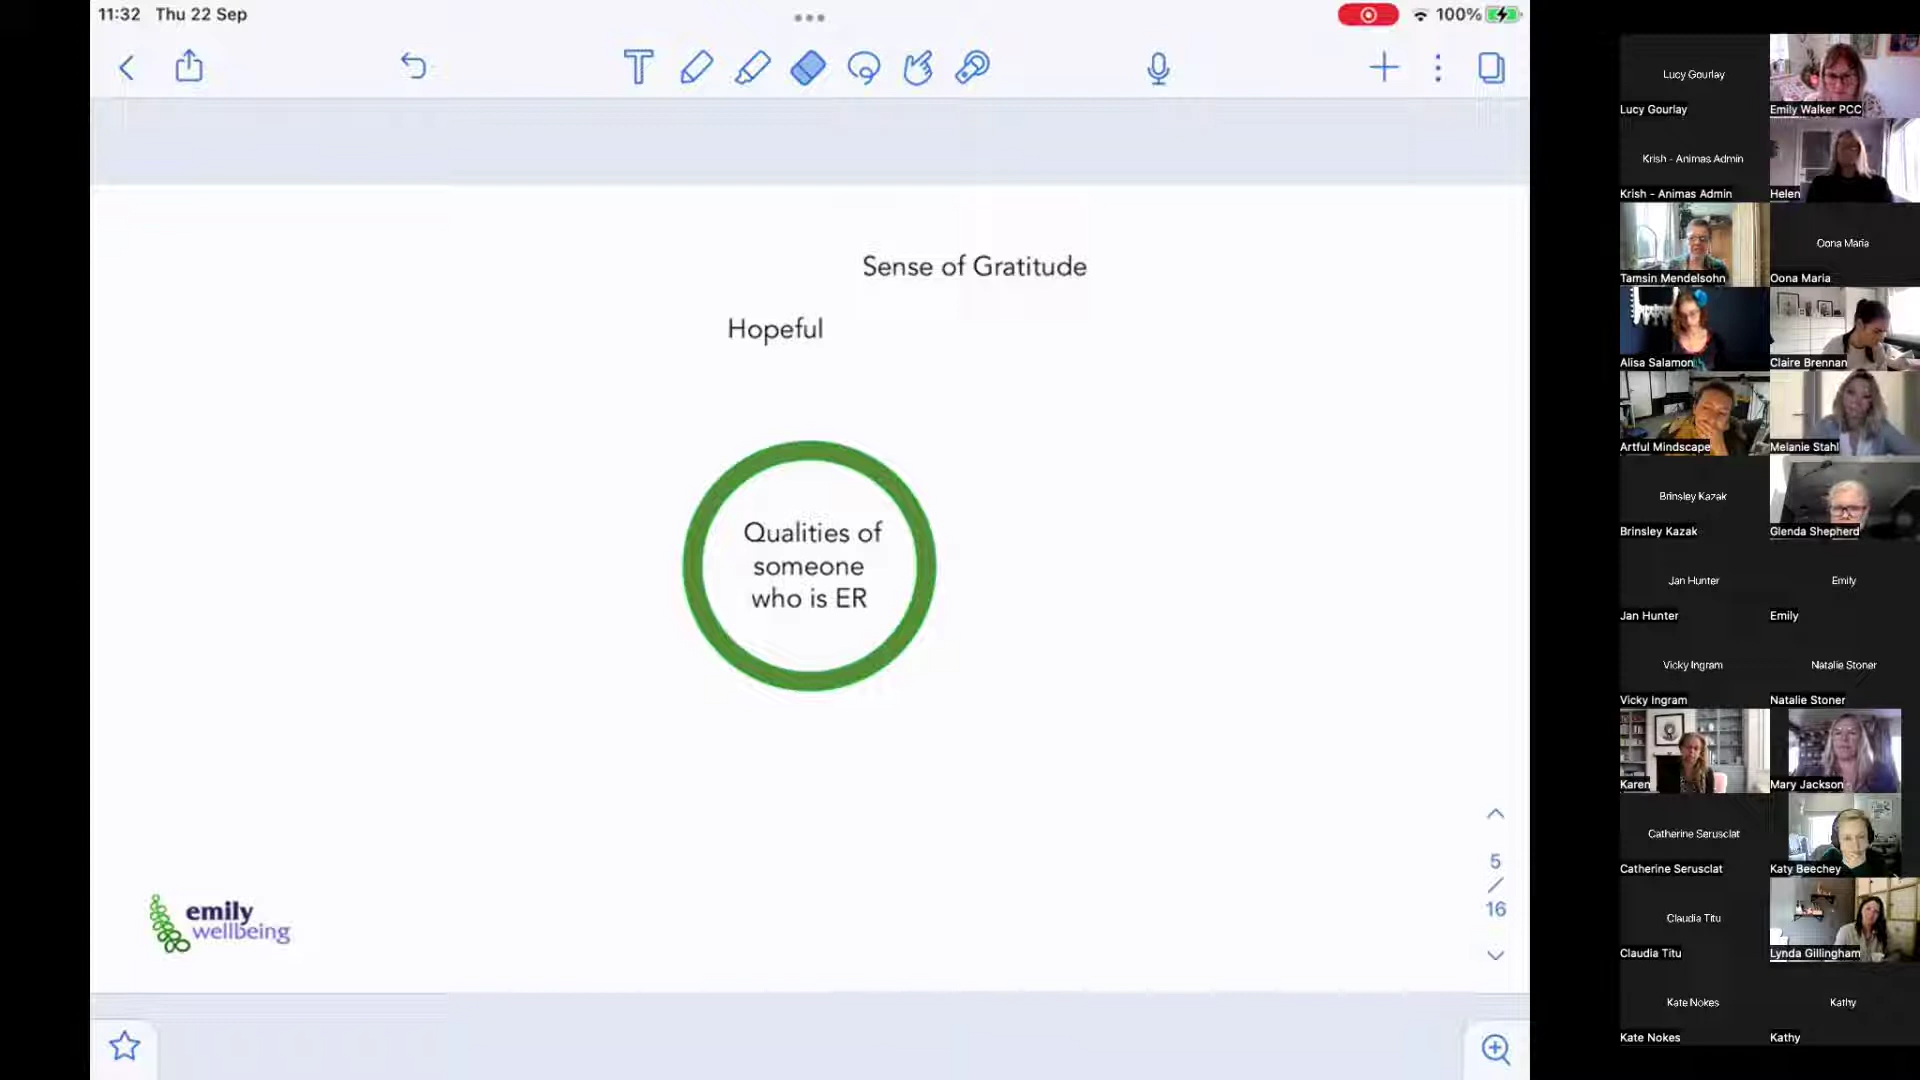 11:32 Thu 22 Sep
100%
Sense of Gratitude
Hopeful
Qualities of
someone
who is ER
5
16
emily
wellbeing
Lucy Gourlay
Lucy Gourlay
Emily Walker PCC
Krish - Animas Admin
Krish - Animas Admin
Helen
Tamsin Mendelsohn
Oona Maria
Oona Maria
Alisa Salamon
Claire Brennan
Artful Mindscape
Melanie Stahl
Brinsley Kazak
Brinsley Kazak
Glenda Shepherd
Jan Hunter
Jan Hunter
Emily
Emily
Vicky Ingram
Vicky Ingram
Natalie Stoner
Natalie Stoner
Karen
Mary Jackson
Catherine Serusclat
Catherine Serusclat
Katy Beechey
Claudia Titu
Claudia Titu
Lynda Gillingham
Kate Nokes
Kate Nokes
Kathy
Kathy